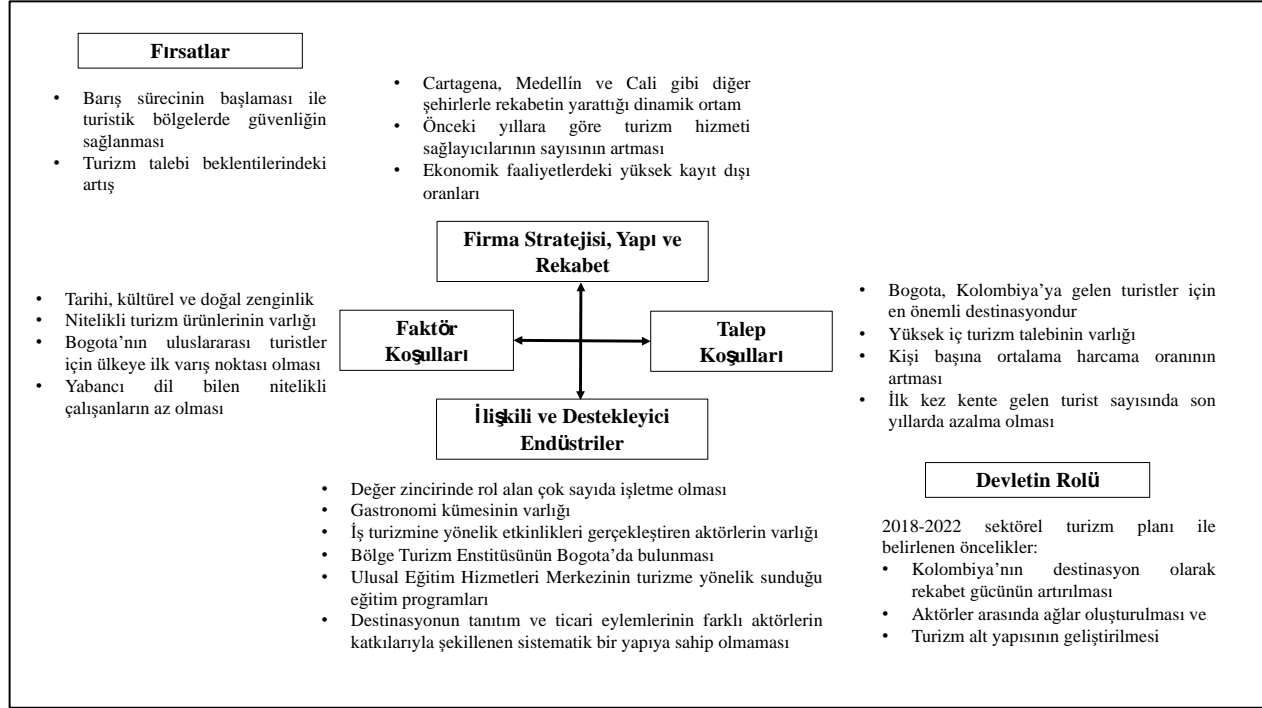 Fırsatlar
• Barış sürecinin başlaması ile
turistik bölgelerde güvenliğin
sağlanması
• Turizm talebi beklentilerindeki
artış
• Cartagena, Medellín ve Cali gibi diğer
şehirlerle rekabetin yarattığı dinamik ortam
• Önceki yıllara göre turizm hizmeti
sağlayıcılarının sayısının artması
• Ekonomik faaliyetlerdeki yüksek kayıt dışı
oranları
Firma Stratejisi, Yapı ve
Rekabet
• Tarihi, kültürel ve doğal zenginlik
• Nitelikli turizm ürünlerinin varlığı
• Bogota’nın uluslararası turistler
için ülkeye ilk varış noktası olması
• Yabancı dil bilen nitelikli
çalışanların az olması
Faktör
Koşulları
Talep
Koşulları
• Bogota, Kolombiya’ya gelen turistler için
en önemli destinasyondur
• Yüksek iç turizm talebinin varlığı
• Kişi başına ortalama harcama oranının
artması
• İlk kez kente gelen turist sayısında son
yıllarda azalma olması
İlişkili ve Destekleyici
Endüstriler
• Değer zincirinde rol alan çok sayıda işletme olması
• Gastronomi kümesinin varlığı
• İş turizmine yönelik etkinlikleri gerçekleştiren aktörlerin varlığı
• Bölge Turizm Enstitüsünün Bogota’da bulunması
• Ulusal Eğitim Hizmetleri Merkezinin turizme yönelik sunduğu
eğitim programları
• Destinasyonun tanıtım ve ticari eylemlerinin farklı aktörlerin
katkılarıyla şekillenen sistematik bir yapıya sahip olmaması
Devletin Rolü
2018-2022 sektörel turizm planı ile
belirlenen öncelikler:
• Kolombiya’nın destinasyon olarak
rekabet gücünün artırılması
• Aktörler arasında ağlar oluşturulması ve
• Turizm alt yapısının geliştirilmesi